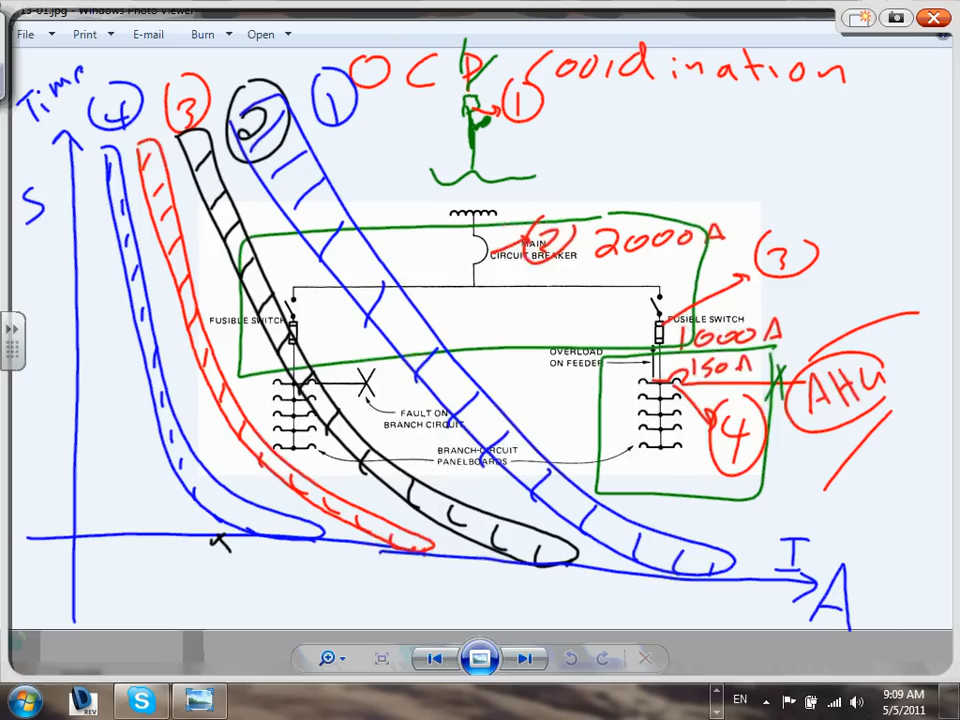 15-01.jpg - Windows Photo Viewer
File Print E-mail Burn Open
OCP Coordination
Time
4 3 2 1
1
S
2 2000A
MAIN
CIRCUIT BREAKER
3
FUSIBLE SWITCH
FUSIBLE SWITCH
1000A
OVERLOAD
ON FEEDER
150A
AHU
FAULT ON
BRANCH CIRCUIT
4
BRANCH-CIRCUIT
PANELBOARDS
I
A
EN
9:09 AM
5/5/2011
DREV